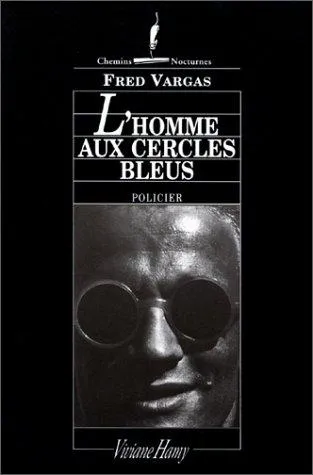 Chemins Nocturnes
FRED VARGAS
L'HOMME
AUX CERCLES
BLEUS
POLICIER
Viviane Hamy